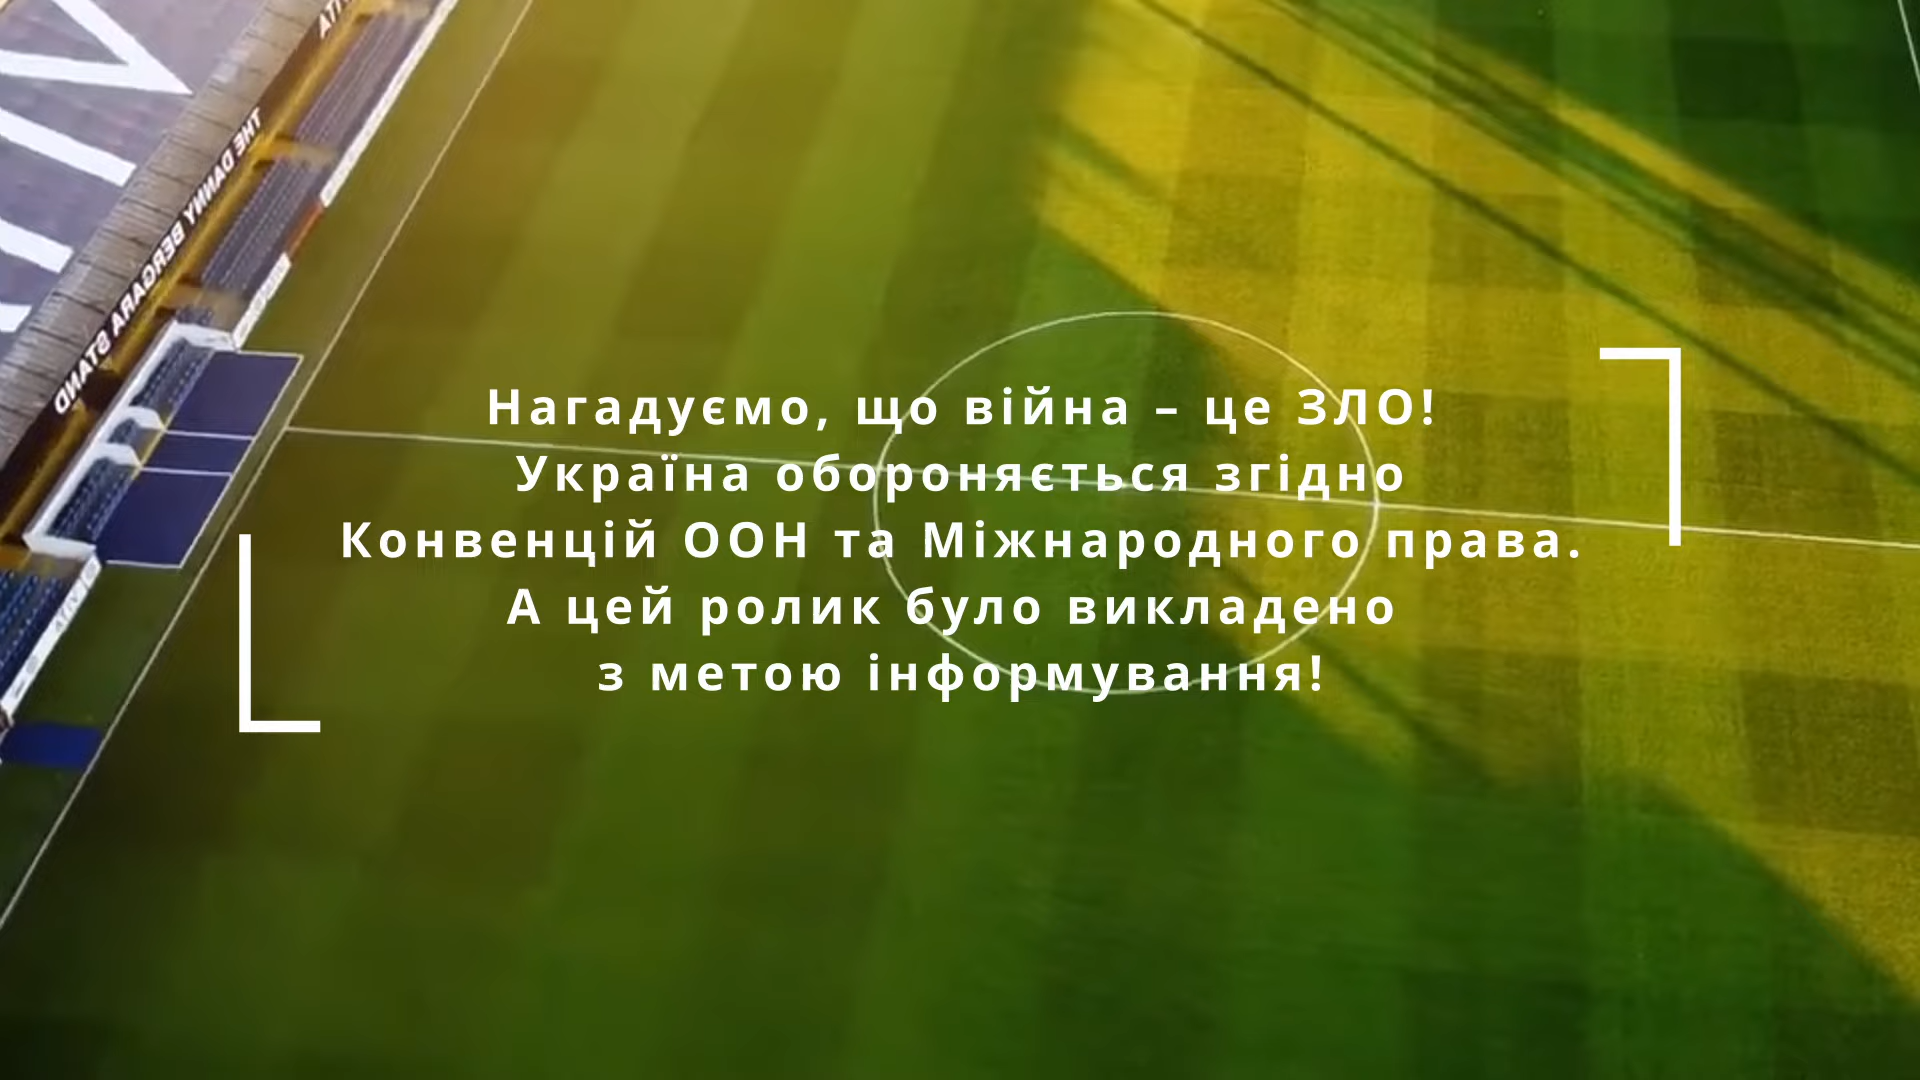 Нагадуємо, що війна – це ЗЛО!
Україна обороняється згідно
Конвенцій ООН та Міжнародного права.
А цей ролик було викладено
з метою інформування!
THE DANNY BERGARA STAND